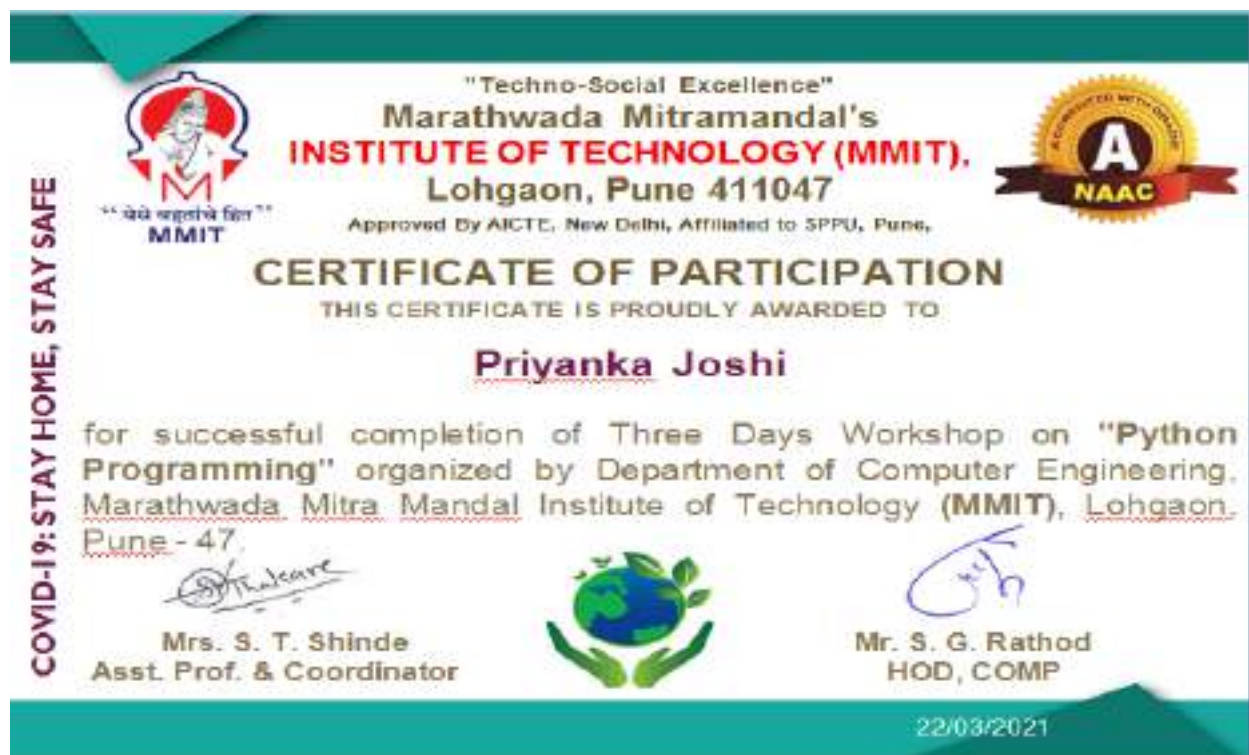 "Techno-Social Excellence"
Marathwada Mitramandal's
INSTITUTE OF TECHNOLOGY (MMIT),
Lohgaon, Pune 411047
Approved By AICTE, New Delhi, Affiliated to SPPU, Pune,
MMIT
ACCREDITED WITH GRADE
A
NAAC
CERTIFICATE OF PARTICIPATION
THIS CERTIFICATE IS PROUDLY AWARDED TO
Priyanka Joshi
for successful completion of Three Days Workshop on "Python
Programming" organized by Department of Computer Engineering,
Marathwada Mitra Mandal Institute of Technology (MMIT), Lohgaon,
Pune - 47.
Mrs. S. T. Shinde
Asst. Prof. & Coordinator
Mr. S. G. Rathod
HOD, COMP
22/03/2021
COVID-19: STAY HOME, STAY SAFE